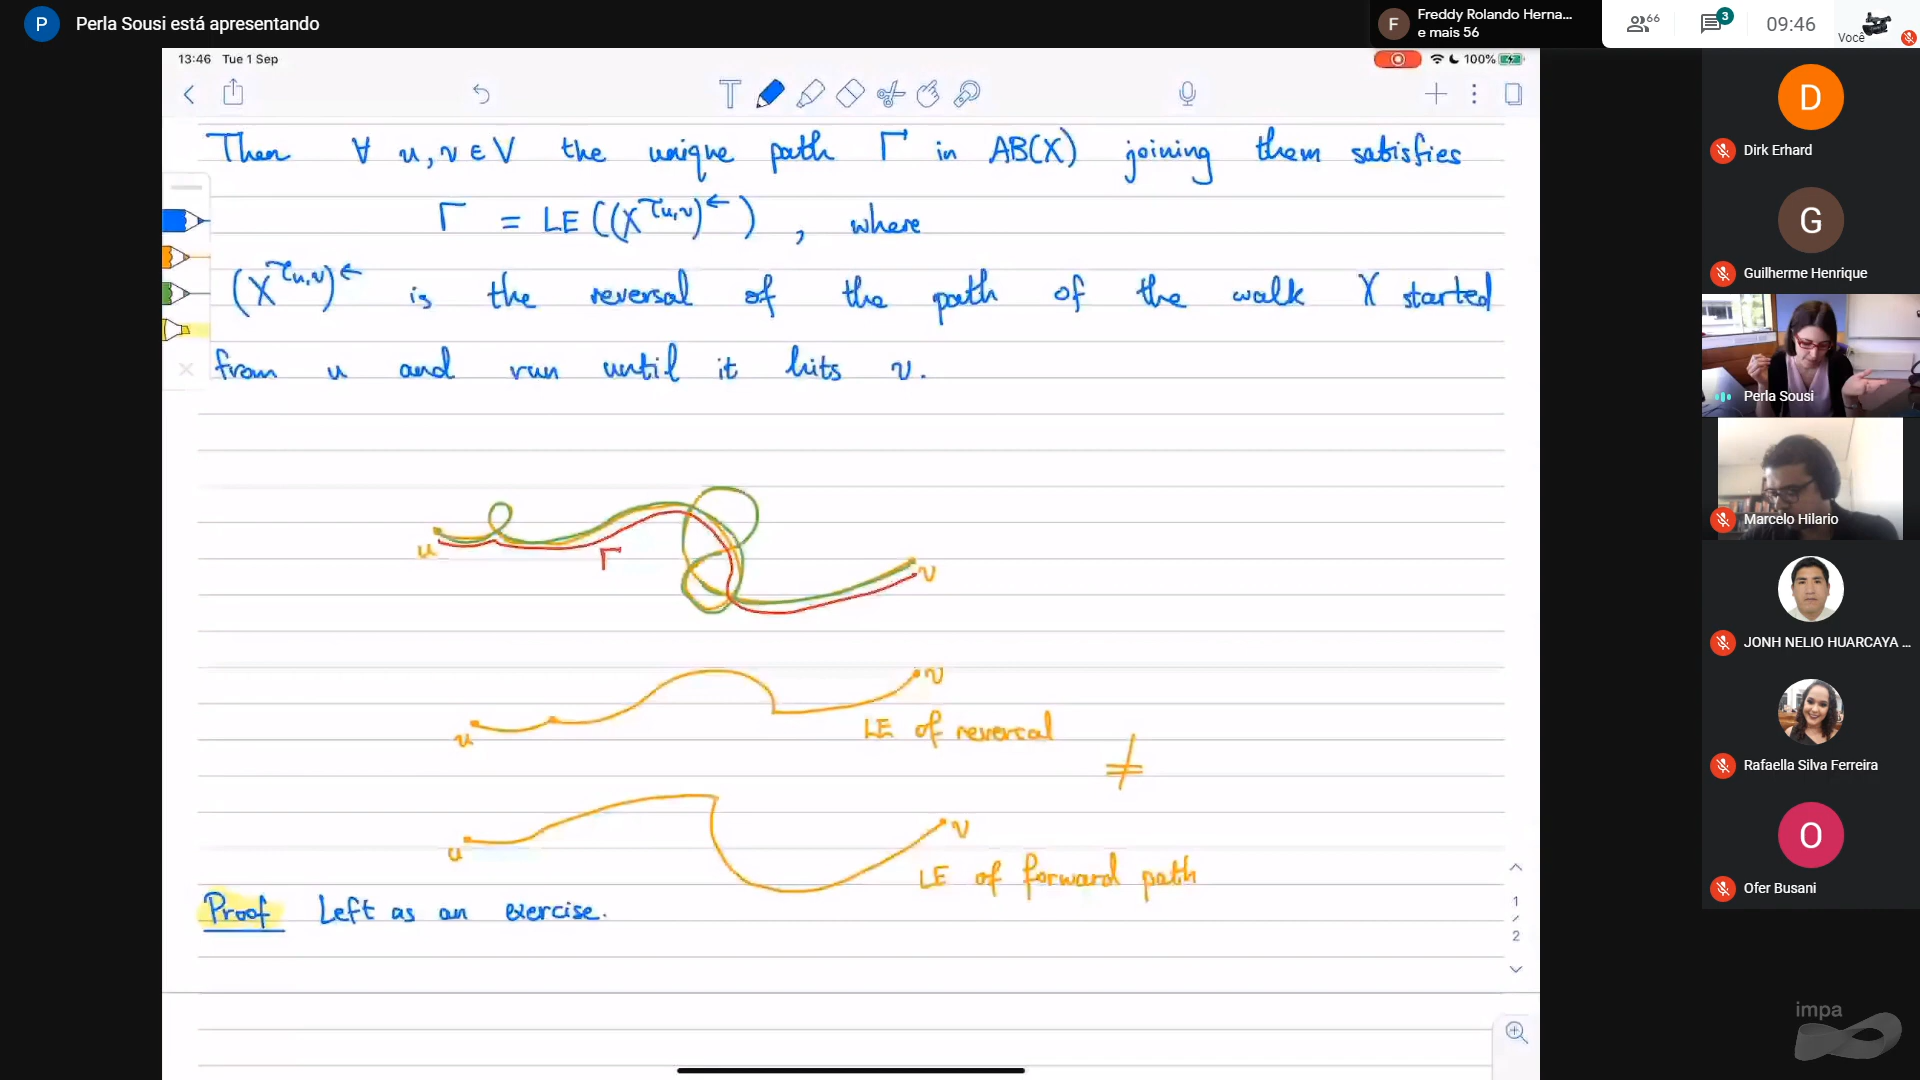 P Perla Sousi está apresentando
F Freddy Rolando Herna...
e mais 56
66
3
09:46
Você
13:46 Tue 1 Sep
100%
Then ∀ u, v ∈ V the unique path Γ in AB(X) joining them satisfies
Γ = LE((X^{τ_{u,v}})^←), where
(X^{τ_{u,v}})^← is the reversal of the path of the walk X started
from u and run until it hits v.
u Γ v
u v
LE of reversal
≠
u v
LE of forward path
Proof Left as an exercise.
1
/
2
D
Dirk Erhard
G
Guilherme Henrique
Perla Sousi
Marcelo Hilario
JONH NELIO HUARCAYA ...
Rafaella Silva Ferreira
O
Ofer Busani
impa